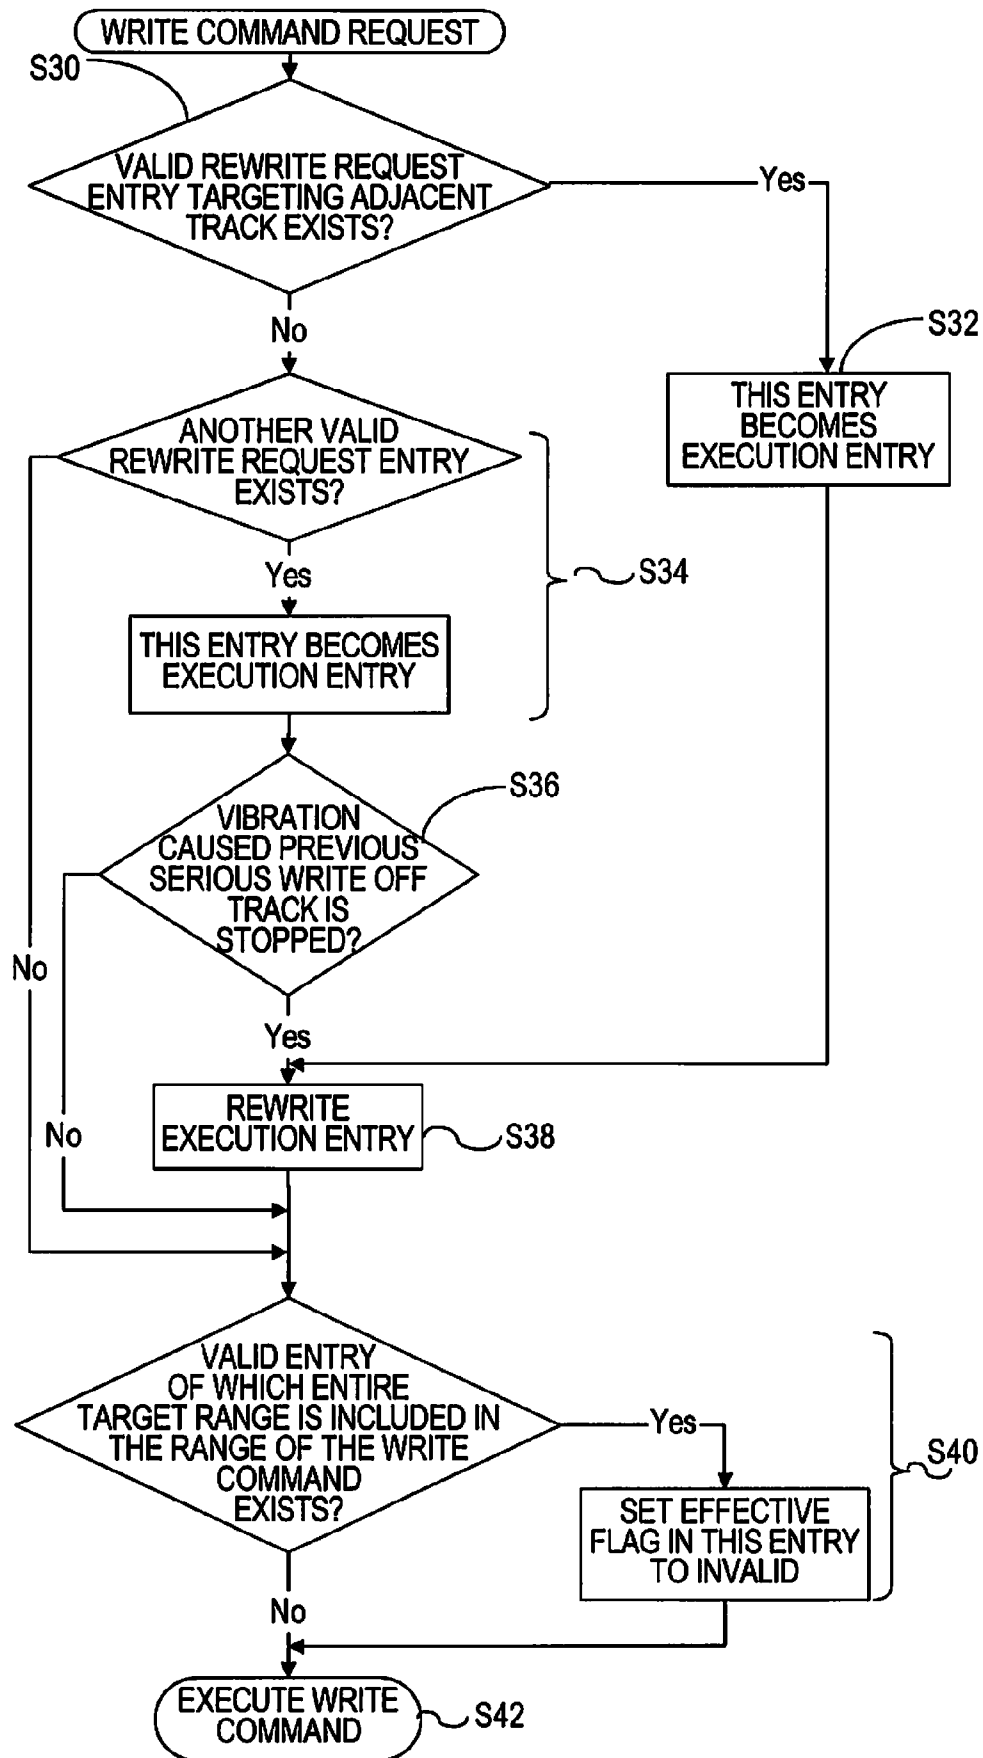 WRITE COMMAND REQUEST
S30
VALID REWRITE REQUEST
ENTRY TARGETING ADJACENT
TRACK EXISTS?
Yes
No
S32
THIS ENTRY
BECOMES
EXECUTION ENTRY
ANOTHER VALID
REWRITE REQUEST ENTRY
EXISTS?
Yes
S34
THIS ENTRY BECOMES
EXECUTION ENTRY
S36
VIBRATION
CAUSED PREVIOUS
SERIOUS WRITE OFF
TRACK IS
STOPPED?
No
Yes
REWRITE
EXECUTION ENTRY
S38
No
VALID ENTRY
OF WHICH ENTIRE
TARGET RANGE IS INCLUDED IN
THE RANGE OF THE WRITE
COMMAND
EXISTS?
Yes
S40
SET EFFECTIVE
FLAG IN THIS ENTRY
TO INVALID
No
EXECUTE WRITE
COMMAND
S42